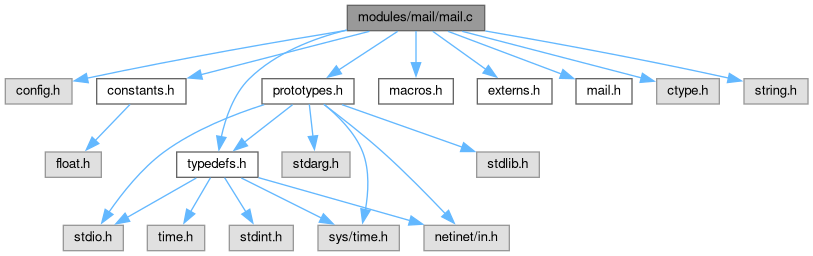 modules/mail/mail.c
config.h
constants.h
prototypes.h
macros.h
externs.h
mail.h
ctype.h
string.h
float.h
typedefs.h
stdarg.h
stdlib.h
stdio.h
time.h
stdint.h
sys/time.h
netinet/in.h